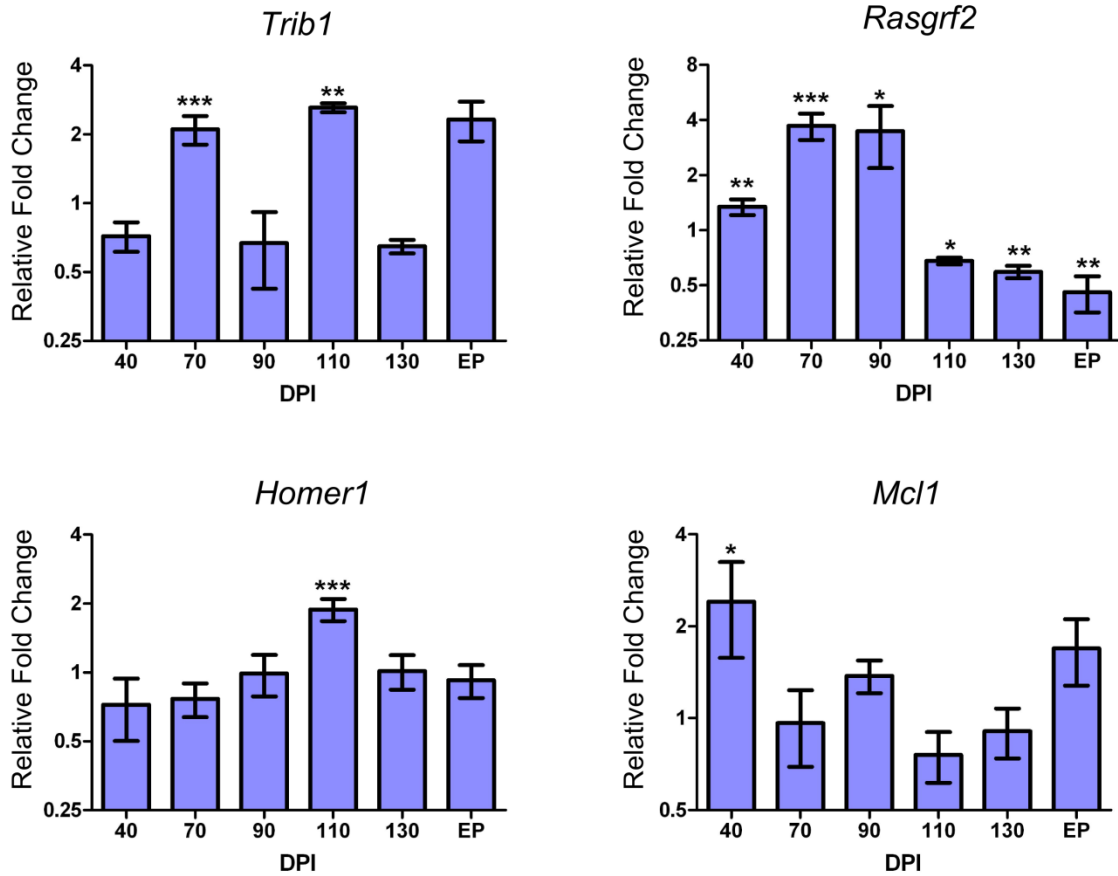 Trib1
Relative Fold Change
4
2
1
0.5
0.25
***
**
40 70 90 110 130 EP
DPI
Rasgrf2
Relative Fold Change
8
4
2
1
0.5
0.25
**
***
*
*
**
**
40 70 90 110 130 EP
DPI
Homer1
Relative Fold Change
4
2
1
0.5
0.25
***
40 70 90 110 130 EP
DPI
Mcl1
Relative Fold Change
4
2
1
0.5
*
40 70 90 110 130 EP
DPI